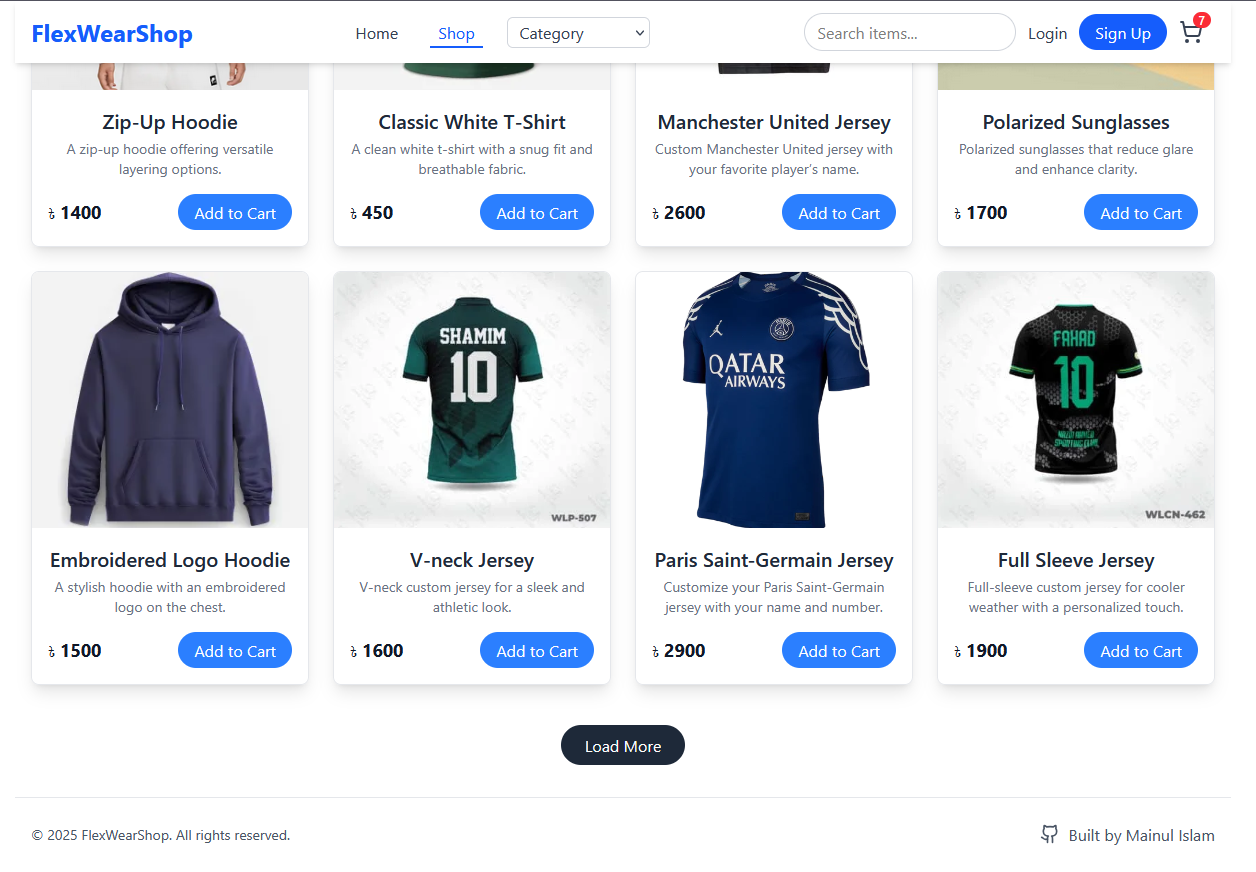 FlexWearShop
Home
Shop
Category
Search items...
Login
Sign Up
7
Zip-Up Hoodie
A zip-up hoodie offering versatile
layering options.
৳ 1400
Add to Cart
Classic White T-Shirt
A clean white t-shirt with a snug fit and
breathable fabric.
৳ 450
Add to Cart
Manchester United Jersey
Custom Manchester United jersey with
your favorite player’s name.
৳ 2600
Add to Cart
Polarized Sunglasses
Polarized sunglasses that reduce glare
and enhance clarity.
৳ 1700
Add to Cart
SHAMIM
10
WLP-507
PARIS
QATAR
AIRWAYS
FAHAD
10
SPORTING CLUB
WLCN-462
Embroidered Logo Hoodie
A stylish hoodie with an embroidered
logo on the chest.
৳ 1500
Add to Cart
V-neck Jersey
V-neck custom jersey for a sleek and
athletic look.
৳ 1600
Add to Cart
Paris Saint-Germain Jersey
Customize your Paris Saint-Germain
jersey with your name and number.
৳ 2900
Add to Cart
Full Sleeve Jersey
Full-sleeve custom jersey for cooler
weather with a personalized touch.
৳ 1900
Add to Cart
Load More
© 2025 FlexWearShop. All rights reserved.
Built by Mainul Islam